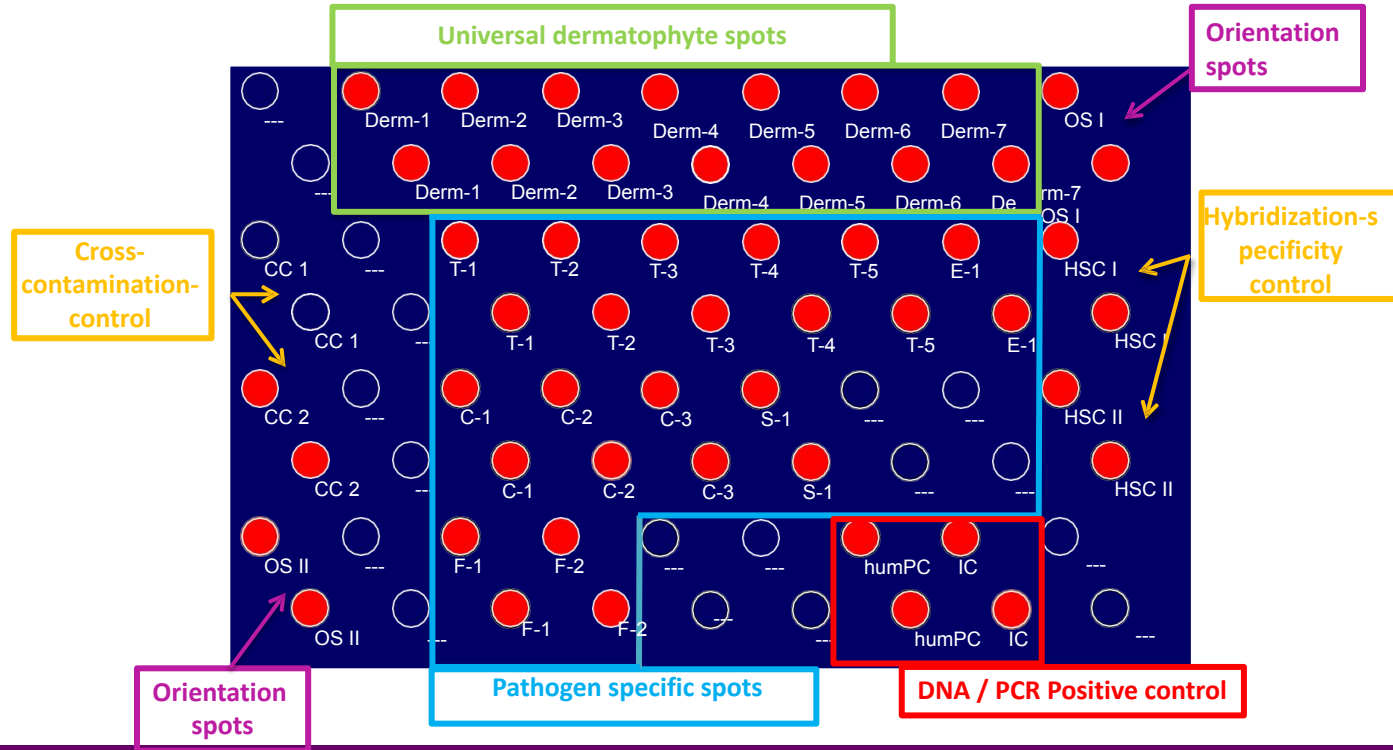 Universal dermatophyte spots
Orientation
spots
--- Derm-1 Derm-2 Derm-3 Derm-4 Derm-5 Derm-6 Derm-7 OS I
--- Derm-1 Derm-2 Derm-3 Derm-4 Derm-5 Derm-6 De rm-7
OS I
Cross-
contamination-
control
Hybridization-s
pecificity
control
CC 1 --- T-1 T-2 T-3 T-4 T-5 E-1 HSC I
CC 1 --- T-1 T-2 T-3 T-4 T-5 E-1 HSC I
CC 2 --- C-1 C-2 C-3 S-1 --- --- HSC II
CC 2 --- C-1 C-2 C-3 S-1 --- --- HSC II
OS II --- F-1 F-2 --- --- humPC IC ---
OS II --- F-1 F-2 --- --- humPC IC ---
Orientation
spots
Pathogen specific spots
DNA / PCR Positive control